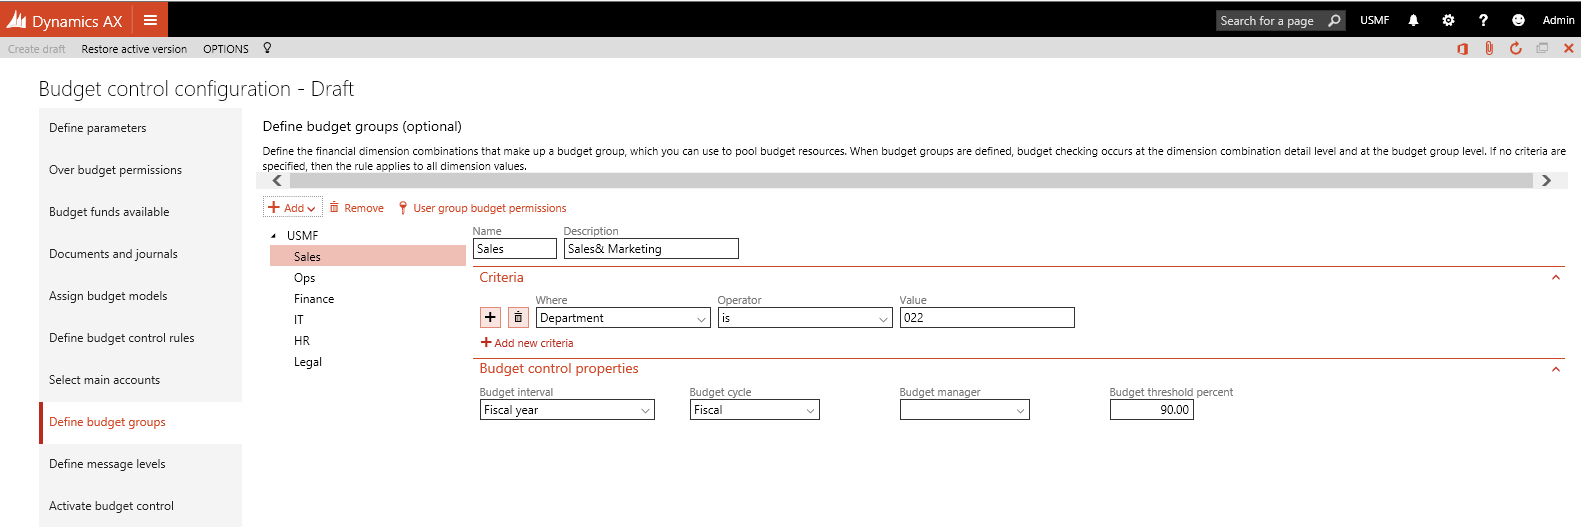 Dynamics AX
Search for a page
USMF
?
Admin
Create draft
Restore active version
OPTIONS
Budget control configuration - Draft
Define parameters
Over budget permissions
Budget funds available
Documents and journals
Assign budget models
Define budget control rules
Select main accounts
Define budget groups
Define message levels
Activate budget control
Define budget groups (optional)
Define the financial dimension combinations that make up a budget group, which you can use to pool budget resources. When budget groups are defined, budget checking occurs at the dimension combination detail level and at the budget group level. If no criteria are
specified, then the rule applies to all dimension values.
Add
Remove
User group budget permissions
USMF
Sales
Ops
Finance
IT
HR
Legal
Name
Description
Sales
Sales& Marketing
Criteria
Where
Operator
Value
Department
is
022
Add new criteria
Budget control properties
Budget interval
Budget cycle
Budget manager
Budget threshold percent
Fiscal year
Fiscal
90.00